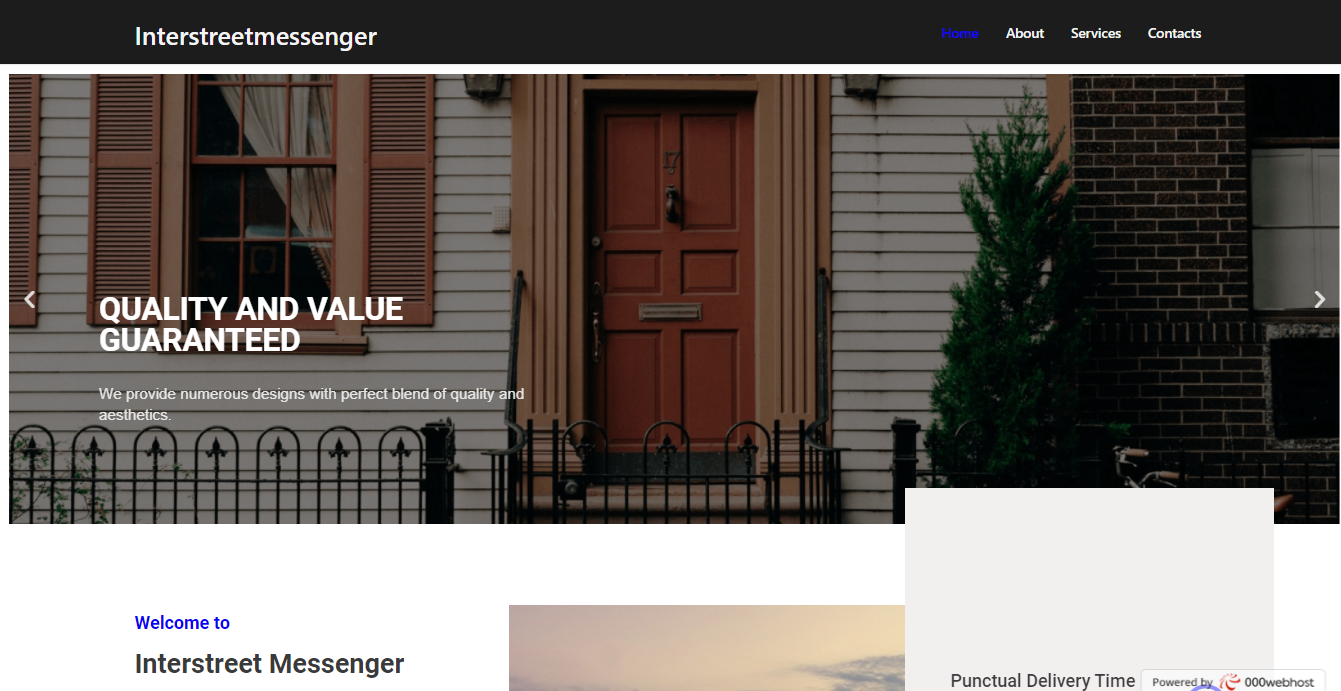 Interstreetmessenger
Home
About
Services
Contacts
17
QUALITY AND VALUE
GUARANTEED
We provide numerous designs with perfect blend of quality and
aesthetics.
Welcome to
Interstreet Messenger
Punctual Delivery Time
Powered by 000webhost